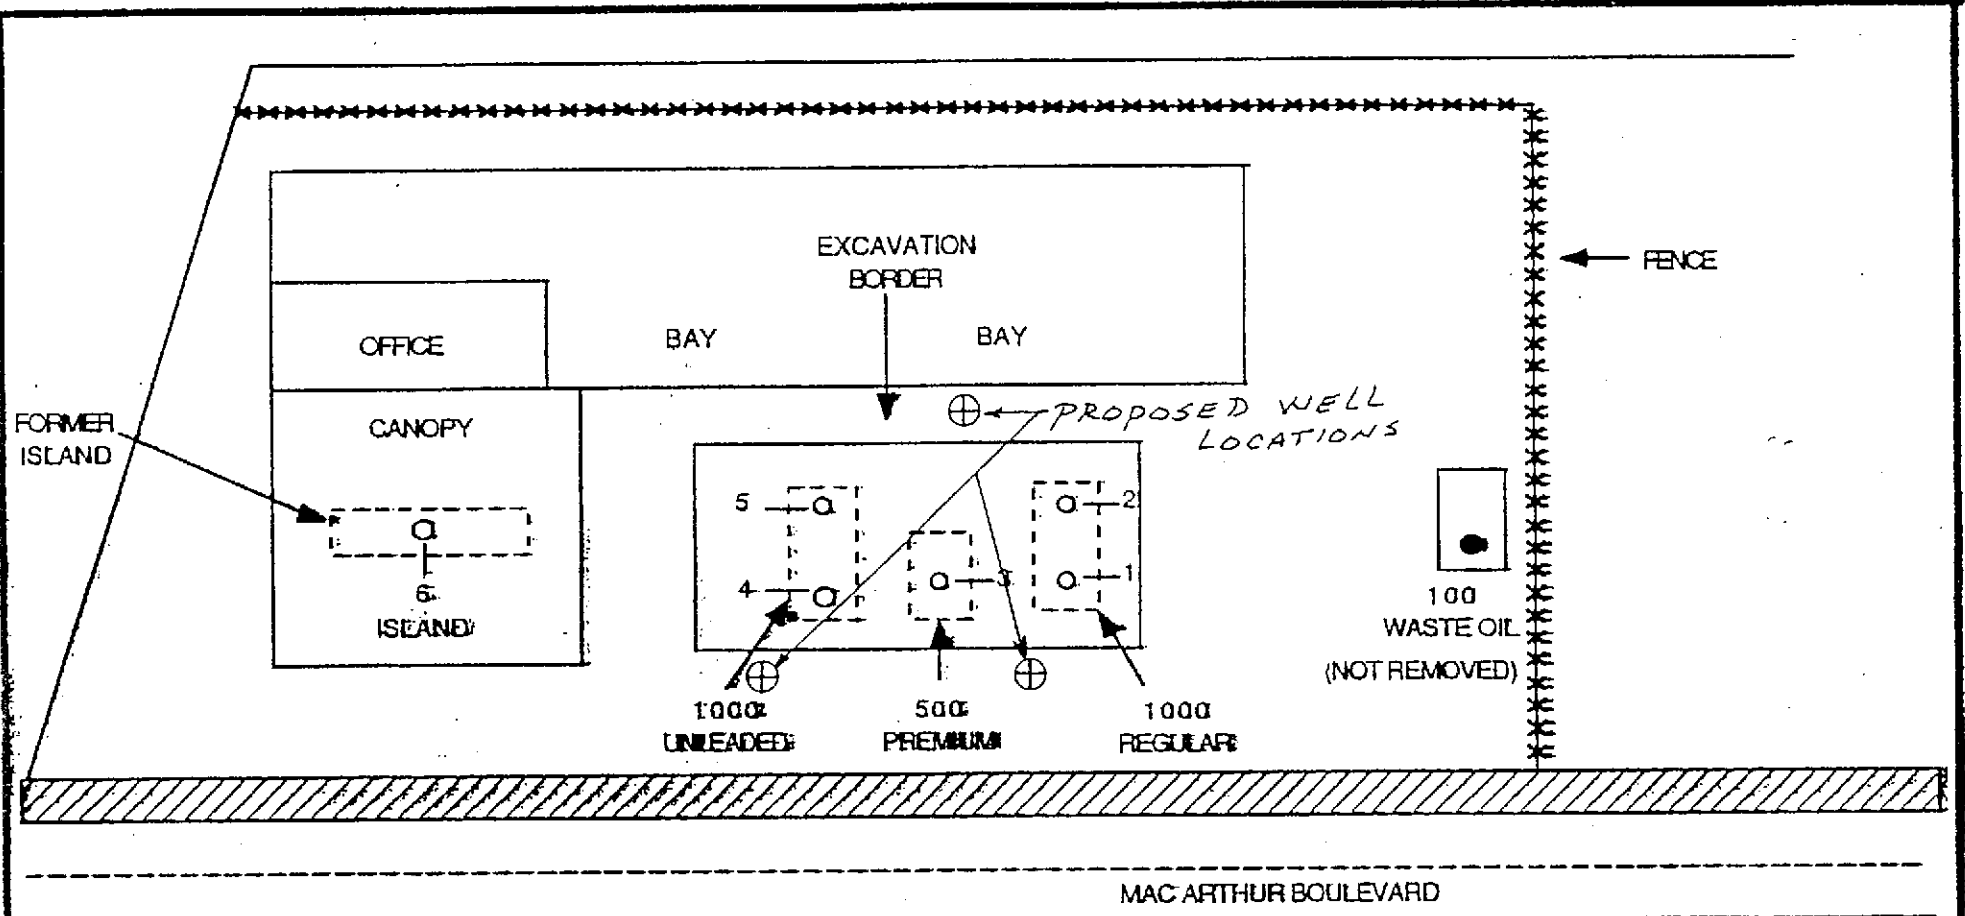 EXCAVATION
BORDER
FENCE
OFFICE
BAY
BAY
FORMER
ISLAND
CANOPY
PROPOSED WELL
LOCATIONS
5
2
4
3
1
6
ISLAND
100
WASTE OIL
(NOT REMOVED)
1000
UNLEADED
500
PREMIUM
1000
REGULAR
MAC ARTHUR BOULEVARD